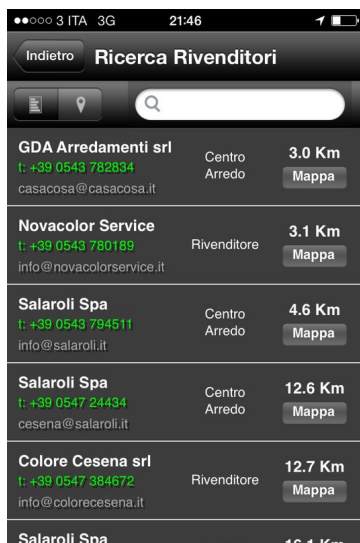 3 ITA 3G 21:46
Indietro Ricerca Rivenditori
GDA Arredamenti srl
t: +39 0543 782834
casacosa@casacosa.it
Centro
Arredo
3.0 Km
Mappa
Novacolor Service
t: +39 0543 780189
info@novacolorservice.it
Rivenditore
3.1 Km
Mappa
Salaroli Spa
t: +39 0543 794511
info@salaroli.it
Centro
Arredo
4.6 Km
Mappa
Salaroli Spa
t: +39 0547 24434
cesena@salaroli.it
Centro
Arredo
12.6 Km
Mappa
Colore Cesena srl
t: +39 0547 384672
info@colorecesena.it
Rivenditore
12.7 Km
Mappa
Salaroli Spa
16.1 Km